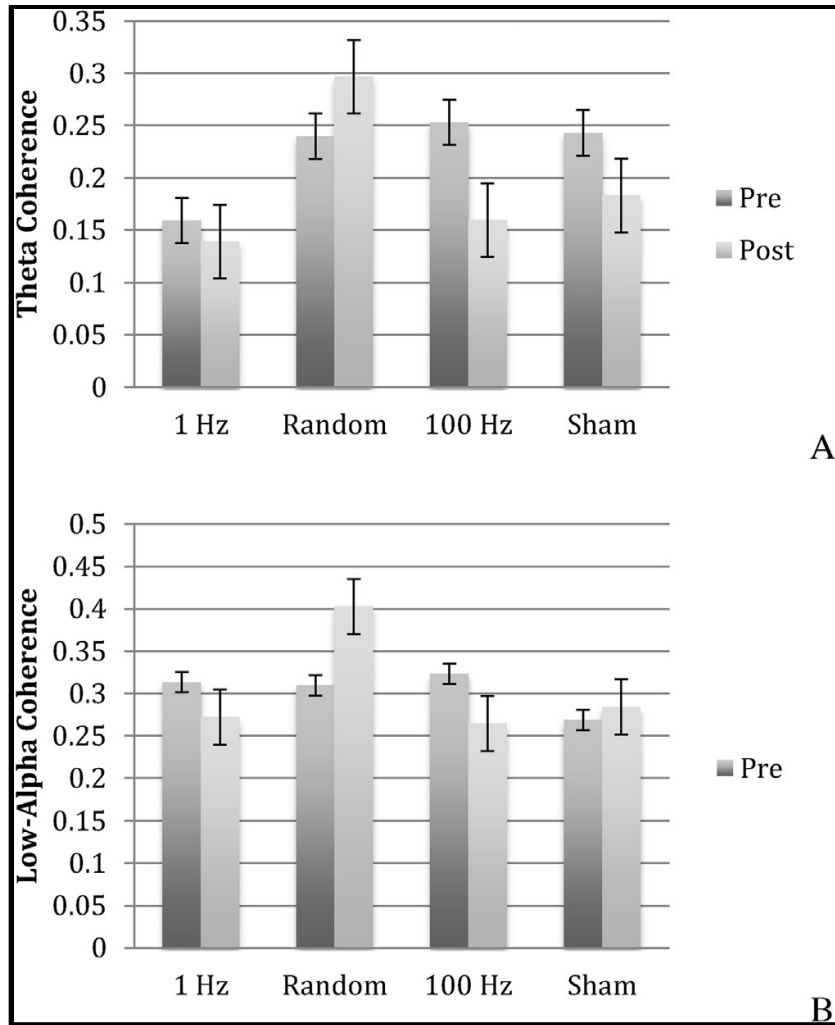 0.35
0.3
0.25
0.2
0.15
0.1
0.05
0
Theta Coherence
1 Hz Random 100 Hz Sham
Pre
Post
A
0.5
0.45
0.4
0.35
0.3
0.25
0.2
0.15
0.1
0.05
0
Low-Alpha Coherence
1 Hz Random 100 Hz Sham
Pre
B